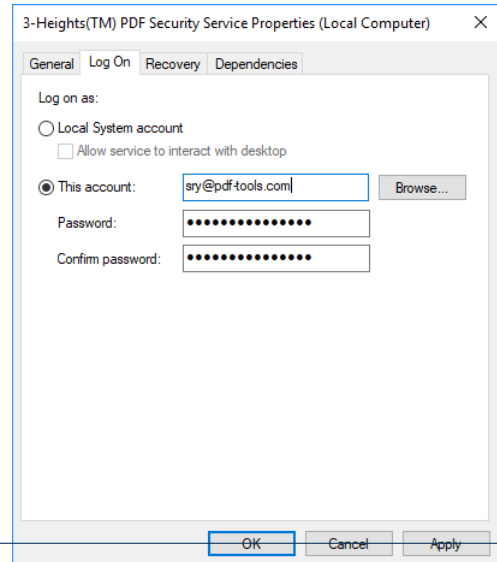 3-Heights(TM) PDF Security Service Properties (Local Computer)
General Log On Recovery Dependencies
Log on as:
Local System account
Allow service to interact with desktop
This account: sry@pdf-tools.com Browse...
Password: •••••••••••••••
Confirm password: •••••••••••••••
OK Cancel Apply